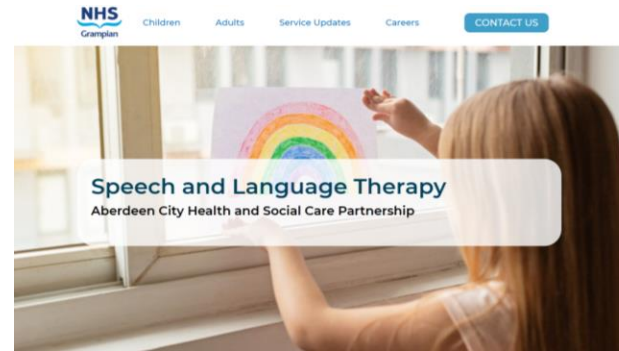 NHS
Grampian
Children
Adults
Service Updates
Careers
CONTACT US
Speech and Language Therapy
Aberdeen City Health and Social Care Partnership